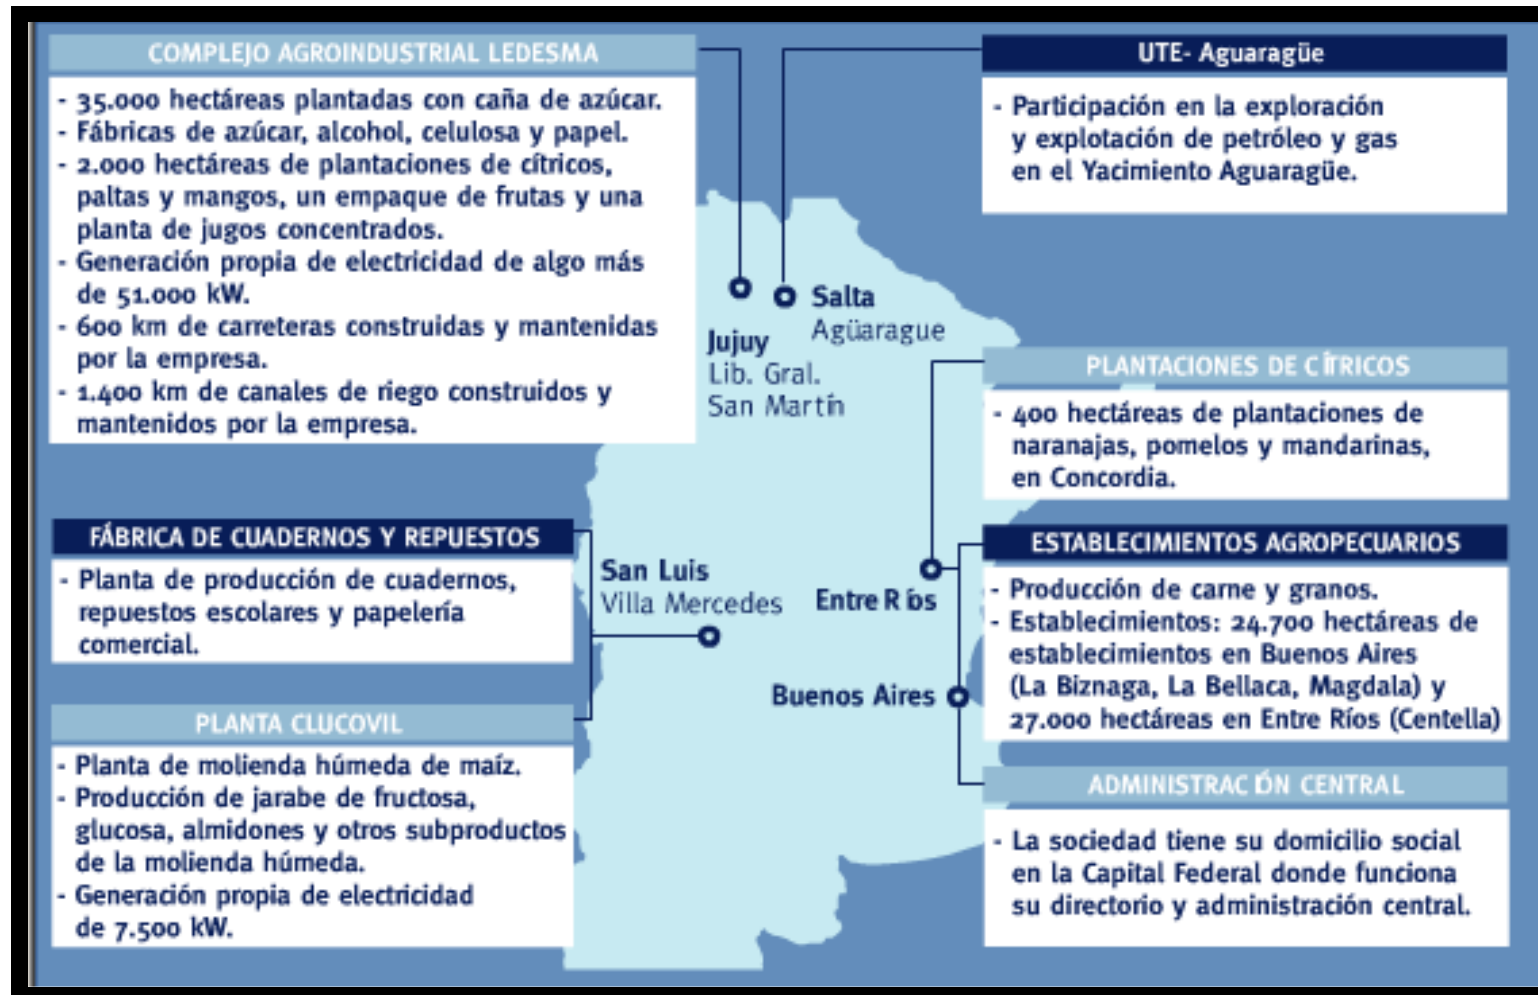 COMPLEJO AGROINDUSTRIAL LEDESMA
- 35.000 hectáreas plantadas con caña de azúcar.
- Fábricas de azúcar, alcohol, celulosa y papel.
- 2.000 hectáreas de plantaciones de cítricos,
paltas y mangos, un empaque de frutas y una
planta de jugos concentrados.
- Generación propia de electricidad de algo más
de 51.000 kW.
- 600 km de carreteras construidas y mantenidas
por la empresa.
- 1.400 km de canales de riego construidos y
mantenidos por la empresa.
UTE- Aguaragüe
- Participación en la exploración
y explotación de petróleo y gas
en el Yacimiento Aguaragüe.
Salta
Agüarague
Jujuy
Lib. Gral.
San Martín
PLANTACIONES DE CÍTRICOS
- 400 hectáreas de plantaciones de
naranajas, pomelos y mandarinas,
en Concordia.
FÁBRICA DE CUADERNOS Y REPUESTOS
- Planta de producción de cuadernos,
repuestos escolares y papelería
comercial.
San Luis
Villa Mercedes
Entre Ríos
Buenos Aires
ESTABLECIMIENTOS AGROPECUARIOS
- Producción de carne y granos.
- Establecimientos: 24.700 hectáreas de
establecimientos en Buenos Aires
(La Biznaga, La Bellaca, Magdala) y
27.000 hectáreas en Entre Ríos (Centella)
PLANTA CLUCOVIL
- Planta de molienda húmeda de maíz.
- Producción de jarabe de fructosa,
glucosa, almidones y otros subproductos
de la molienda húmeda.
- Generación propia de electricidad
de 7.500 kW.
ADMINISTRACIÓN CENTRAL
- La sociedad tiene su domicilio social
en la Capital Federal donde funciona
su directorio y administración central.